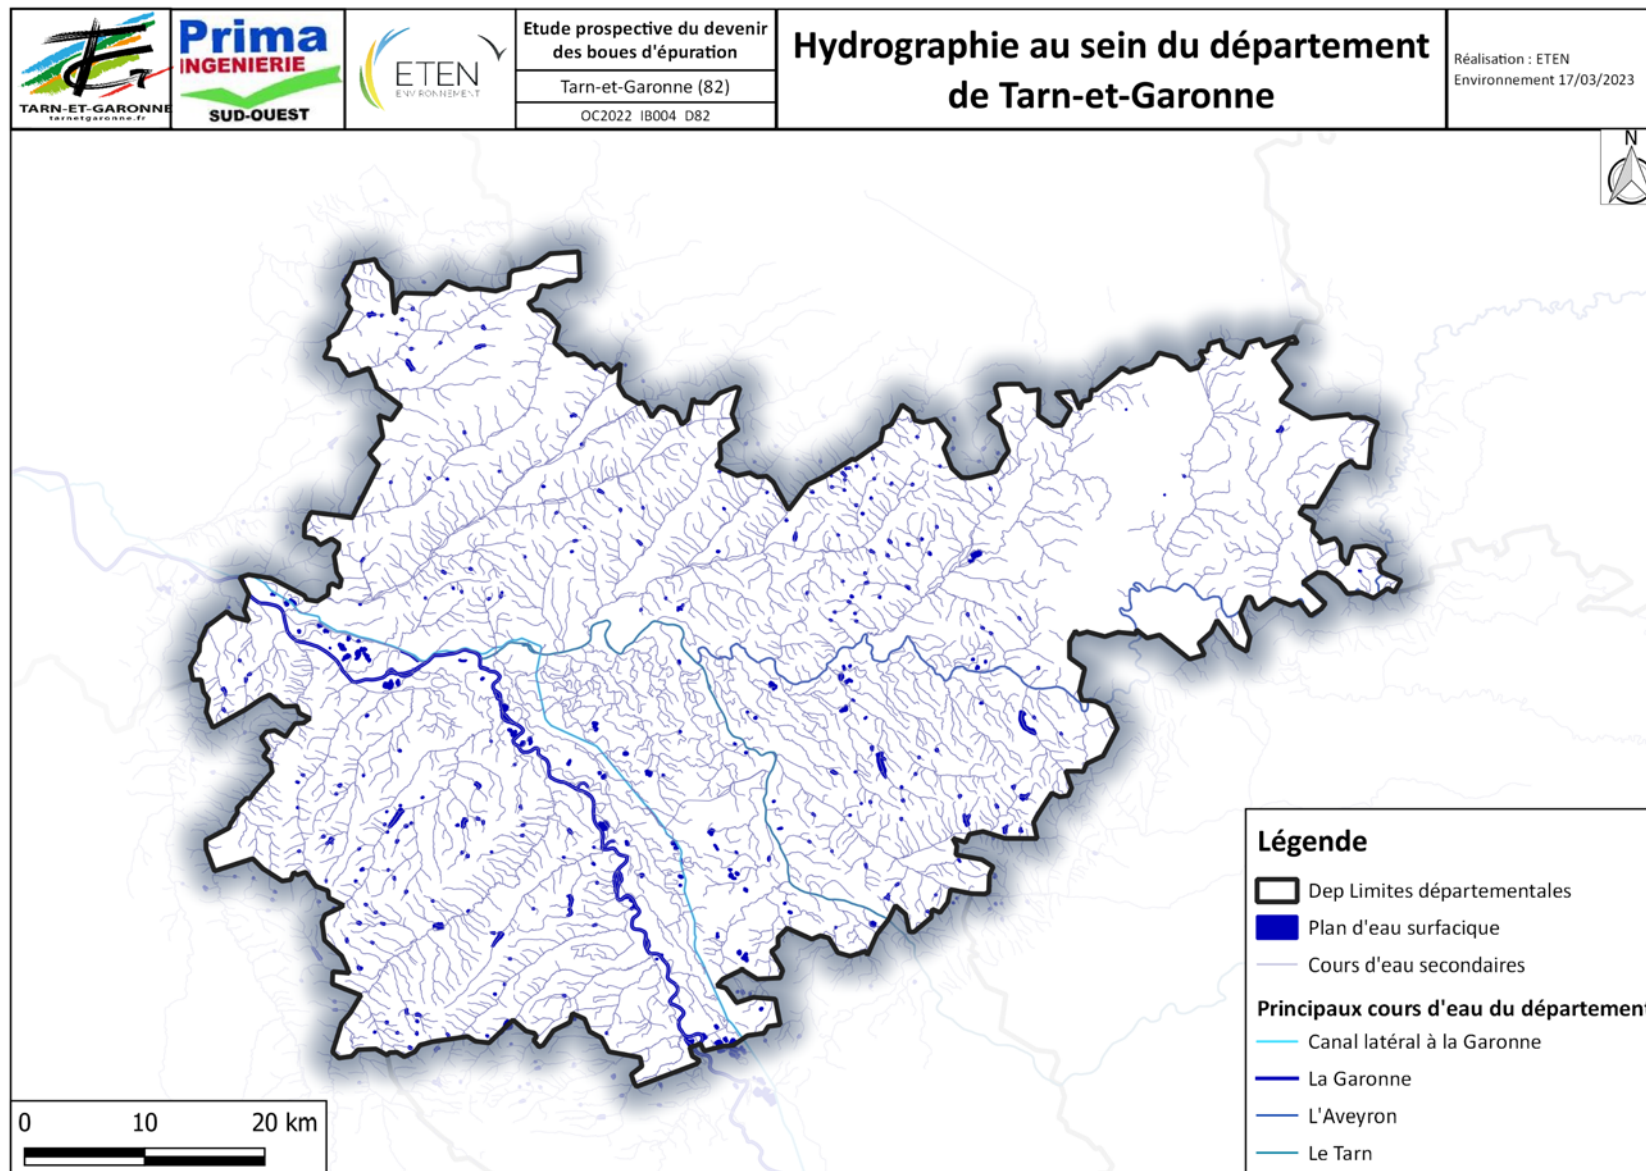 TARN-ET-GARONNE
tarnetgaronne.fr
Prima
INGENIERIE
SUD-OUEST
ETEN
ENVIRONNEMENT
Etude prospective du devenir
des boues d'épuration
Tarn-et-Garonne (82)
OC2022_IB004_D82
Hydrographie au sein du département
de Tarn-et-Garonne
Réalisation : ETEN
Environnement 17/03/2023
N
Légende
Dep Limites départementales
Plan d'eau surfacique
Cours d'eau secondaires
Principaux cours d'eau du département
Canal latéral à la Garonne
La Garonne
L'Aveyron
Le Tarn
0 10 20 km